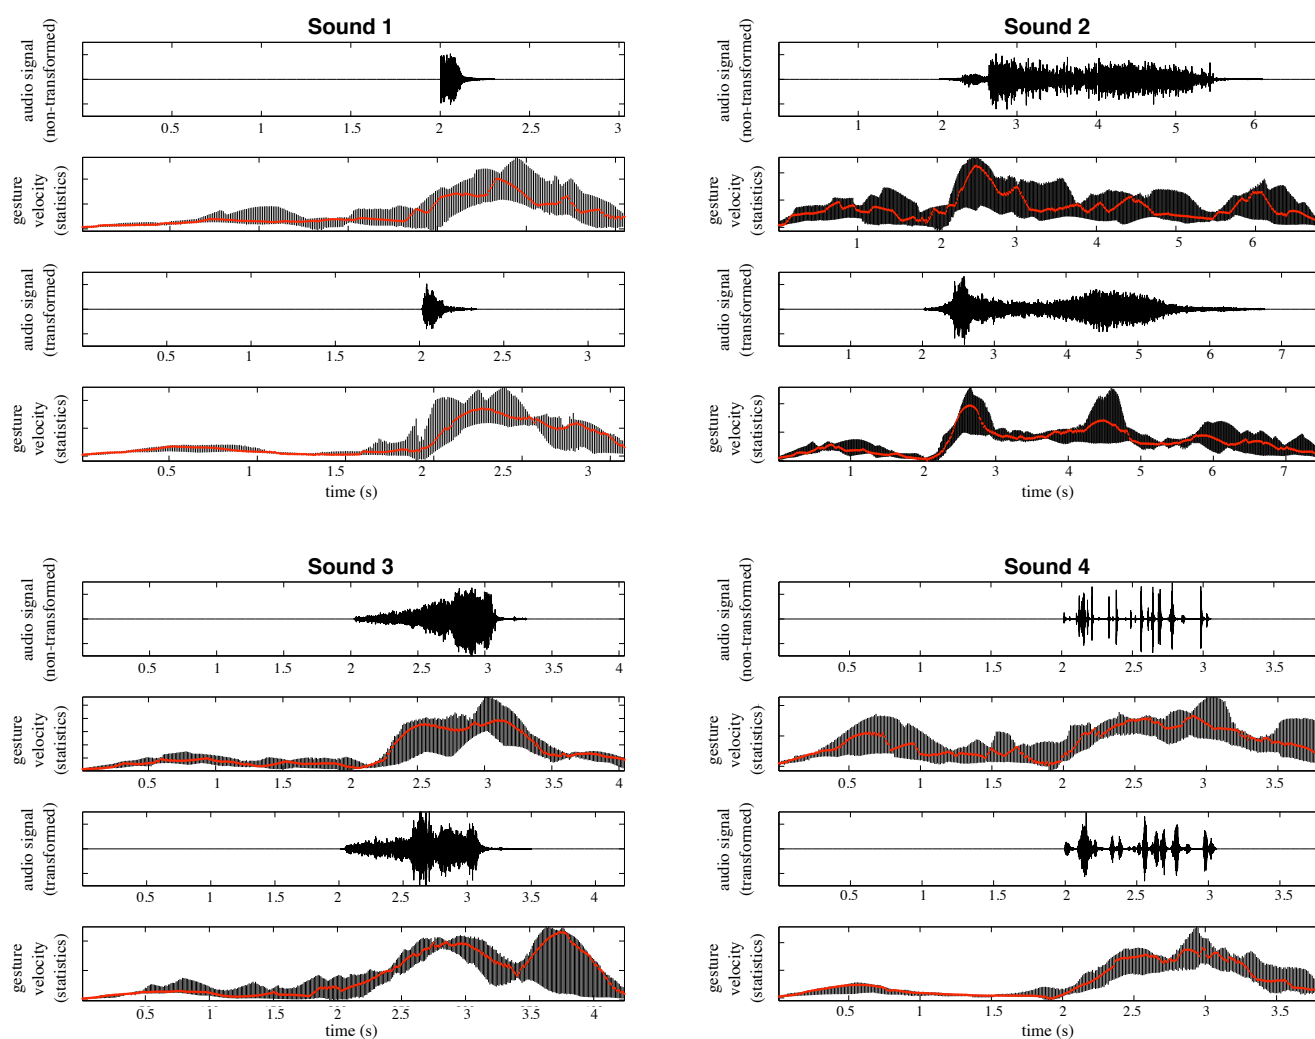 Sound 1
audio signal
(non-transformed)
0.5 1 1.5 2 2.5 3
gesture
velocity
(statistics)
0.5 1 1.5 2 2.5 3
audio signal
(transformed)
0.5 1 1.5 2 2.5 3
gesture
velocity
(statistics)
0.5 1 1.5 2 2.5 3
time (s)
Sound 2
audio signal
(non-transformed)
1 2 3 4 5 6
gesture
velocity
(statistics)
1 2 3 4 5 6
audio signal
(transformed)
1 2 3 4 5 6 7
gesture
velocity
(statistics)
1 2 3 4 5 6 7
time (s)
Sound 3
audio signal
(non-transformed)
0.5 1 1.5 2 2.5 3 3.5 4
gesture
velocity
(statistics)
0.5 1 1.5 2 2.5 3 3.5 4
audio signal
(transformed)
0.5 1 1.5 2 2.5 3 3.5 4
gesture
velocity
(statistics)
0.5 1 1.5 2 2.5 3 3.5 4
time (s)
Sound 4
audio signal
(non-transformed)
0.5 1 1.5 2 2.5 3 3.5
gesture
velocity
(statistics)
0.5 1 1.5 2 2.5 3 3.5
audio signal
(transformed)
0.5 1 1.5 2 2.5 3 3.5
gesture
velocity
(statistics)
0.5 1 1.5 2 2.5 3 3.5
time (s)